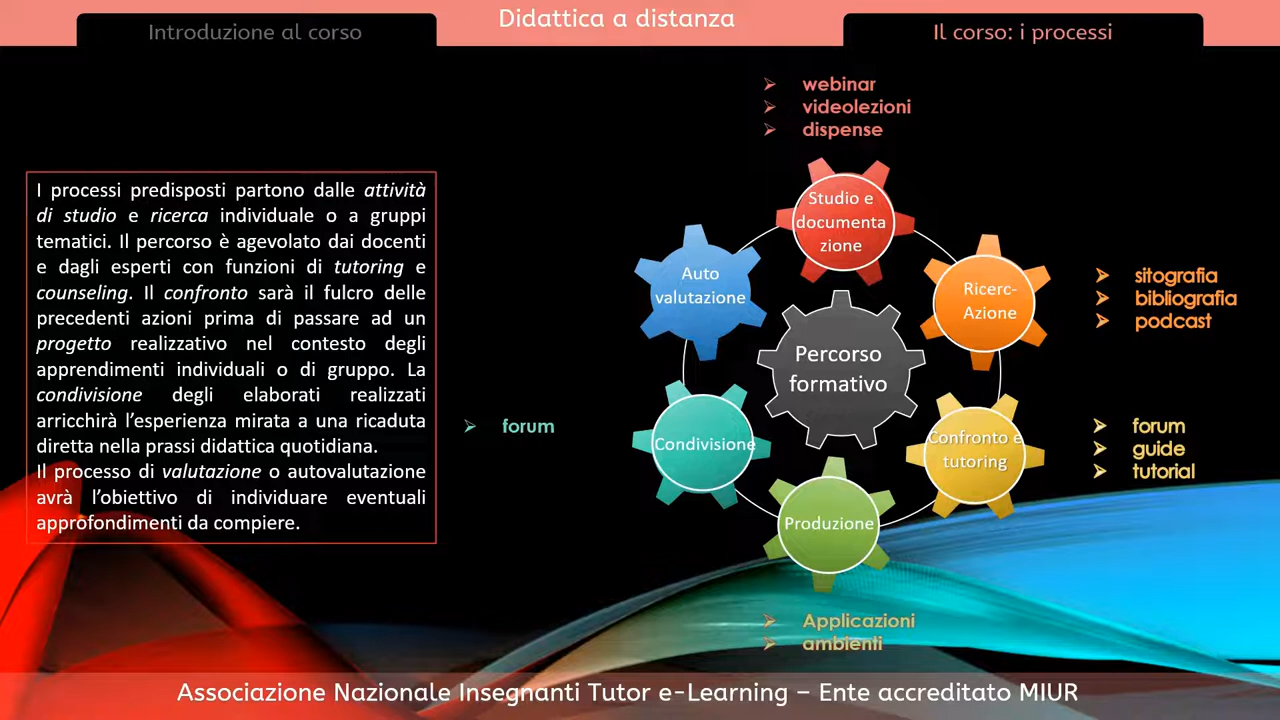 Didattica a distanza
Introduzione al corso
Il corso: i processi
webinar
videolezioni
dispense
I processi predisposti partono dalle attività
di studio e ricerca individuale o a gruppi
tematici. Il percorso è agevolato dai docenti
e dagli esperti con funzioni di tutoring e
counseling. Il confronto sarà il fulcro delle
precedenti azioni prima di passare ad un
progetto realizzativo nel contesto degli
apprendimenti individuali o di gruppo. La
condivisione degli elaborati realizzati
arricchirà l’esperienza mirata a una ricaduta
diretta nella prassi didattica quotidiana.
Il processo di valutazione o autovalutazione
avrà l’obiettivo di individuare eventuali
approfondimenti da compiere.
Studio e
documenta
zione
Auto
valutazione
Ricerc-
Azione
sitografia
bibliografia
podcast
Percorso
formativo
forum
Condivisione
Confronto e
tutoring
forum
guide
tutorial
Produzione
Applicazioni
ambienti
Associazione Nazionale Insegnanti Tutor e-Learning – Ente accreditato MIUR